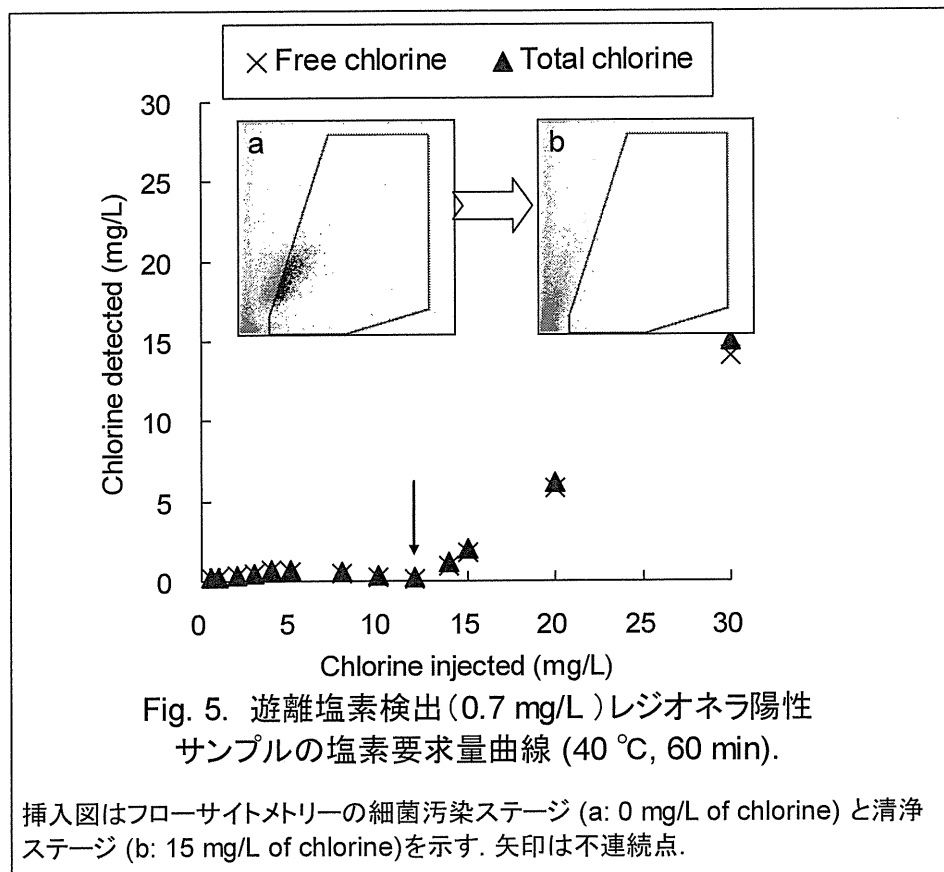 × Free chlorine ▲ Total chlorine
30
25
20
15
10
5
0
Chlorine detected (mg/L)
a
b
0 5 10 15 20 25 30
Chlorine injected (mg/L)
Fig. 5. 遊離塩素検出(0.7 mg/L )レジオネラ陽性
サンプルの塩素要求量曲線 (40 ℃, 60 min).
挿入図はフローサイトメトリーの細菌汚染ステージ (a: 0 mg/L of chlorine) と清浄
ステージ (b: 15 mg/L of chlorine)を示す. 矢印は不連続点.